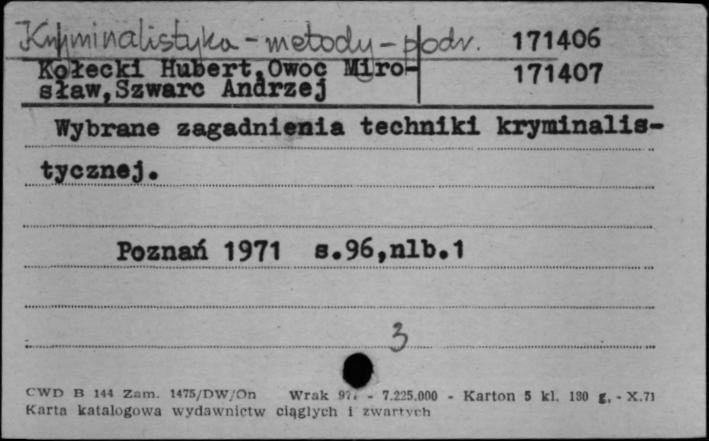 Kryminalistyka - metody - podr. 171406
Kołecki Hubert,Owoc Miro- 171407
sław,Szwarc Andrzej
Wybrane zagadnienia techniki kryminalis-
tycznej.
Poznań 1971 s.96,nlb.1
3
CWD B 144 Zam. 1475/DW/On Wrak - 7.225.000 - Karton 5 kl. 130 g. - X.71
Karta katalogowa wydawnictw ciąglych i zwartych